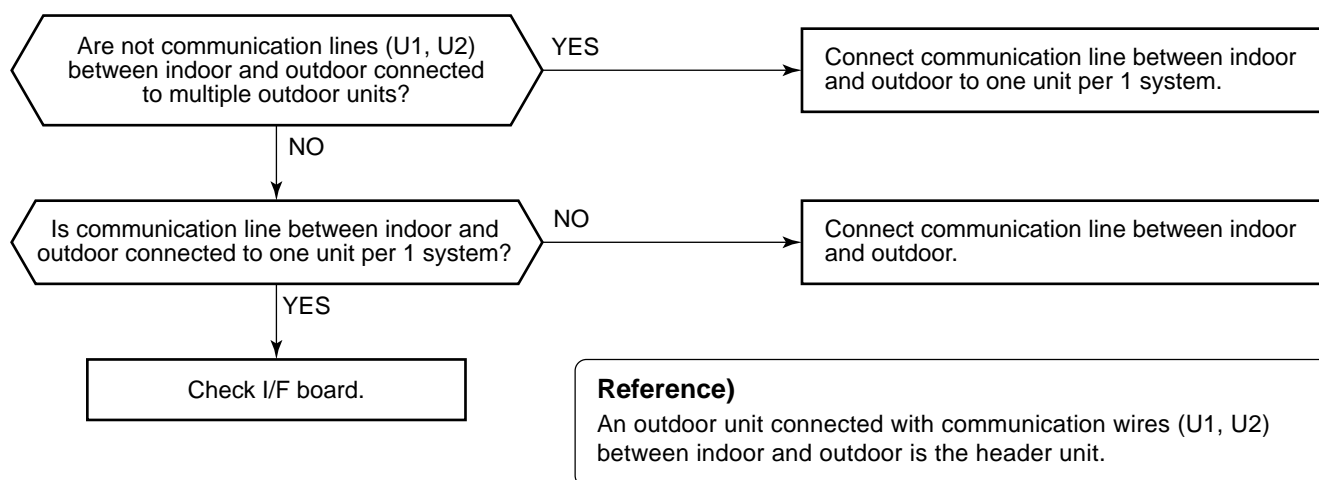 Are not communication lines (U1, U2)
between indoor and outdoor connected
to multiple outdoor units?
YES
Connect communication line between indoor
and outdoor to one unit per 1 system.
NO
Is communication line between indoor and
outdoor connected to one unit per 1 system?
NO
Connect communication line between indoor
and outdoor.
YES
Check I/F board.
Reference)
An outdoor unit connected with communication wires (U1, U2)
between indoor and outdoor is the header unit.